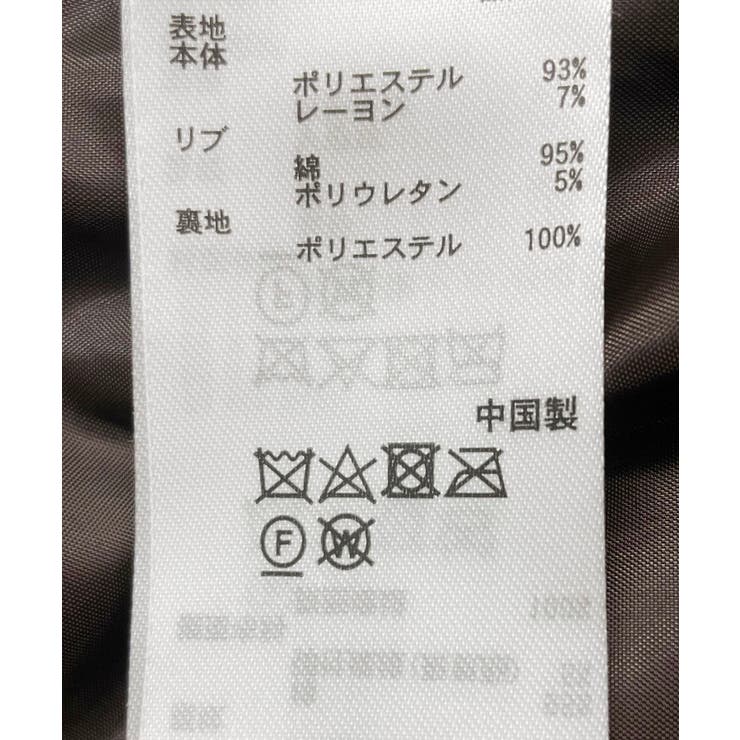 表地
本体
ポリエステル 93%
レーヨン 7%
リブ
綿 95%
ポリウレタン 5%
裏地
ポリエステル 100%
中国製
F W